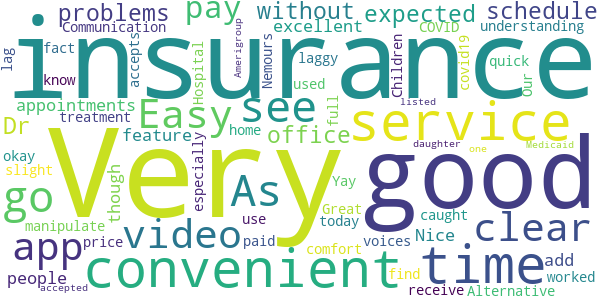 problems pay without expected schedule
Communication excellent COVID understanding
lag fact accepts Amerigroup Nemours laggy Children covid19 quick
insurance
know used Our
appointments Easy Hospital see full
Dr treatment feature home office service
okay especially listed
slight though Very daughter one Medicaid
go As Yay good
manipulate Great
today caught
app price video use voices Nice clear
people paid comfort find time add
convenient worked
accepted receive Alternative